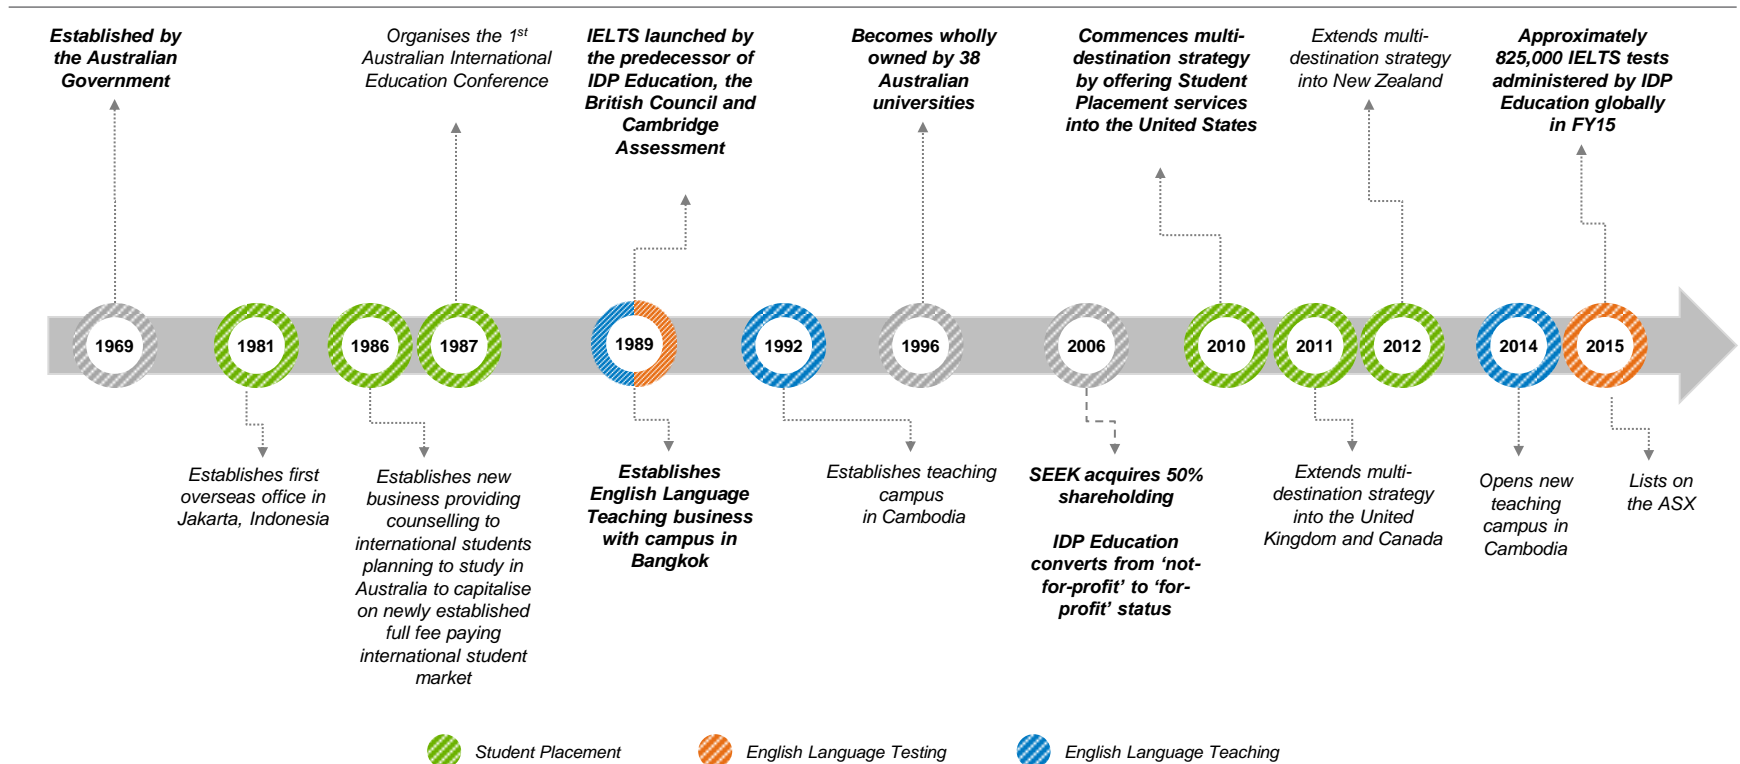 Established by
the Australian
Government
Organises the 1st
Australian International
Education Conference
IELTS launched by
the predecessor of
IDP Education, the
British Council and
Cambridge
Assessment
Becomes wholly
owned by 38
Australian
universities
Commences multi-
destination strategy
by offering Student
Placement services
into the United States
Extends multi-
destination strategy
into New Zealand
Approximately
825,000 IELTS tests
administered by IDP
Education globally
in FY15
1969
1981
1986
1987
1989
1992
1996
2006
2010
2011
2012
2014
2015
Establishes first
overseas office in
Jakarta, Indonesia
Establishes new
business providing
counselling to
international students
planning to study in
Australia to capitalise
on newly established
full fee paying
international student
market
Establishes
English Language
Teaching business
with campus in
Bangkok
Establishes teaching
campus
in Cambodia
SEEK acquires 50%
shareholding
IDP Education
converts from ‘not-
for-profit’ to ‘for-
profit’ status
Extends multi-
destination strategy
into the United
Kingdom and Canada
Opens new
teaching
campus in
Cambodia
Lists on
the ASX
Student Placement
English Language Testing
English Language Teaching